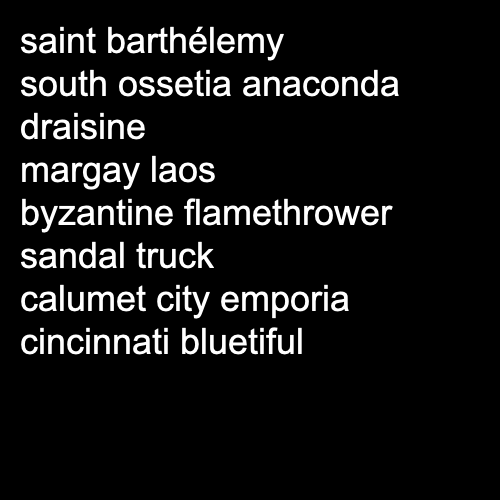 saint barthélemy
south ossetia anaconda
draisine
margay laos
byzantine flamethrower
sandal truck
calumet city emporia
cincinnati bluetiful